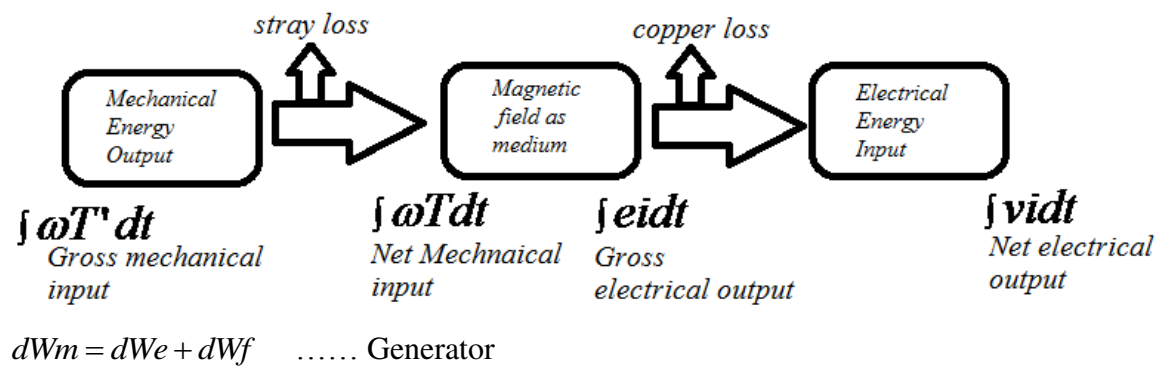 stray loss
copper loss
Mechanical
Energy
Output
Magnetic
field as
medium
Electrical
Energy
Input
∫ωT'dt
Gross mechanical
input
∫ωTdt
Net Mechnaical
input
∫eidt
Gross
electrical output
∫vidt
Net electrical
output
dWm = dWe + dWf …… Generator